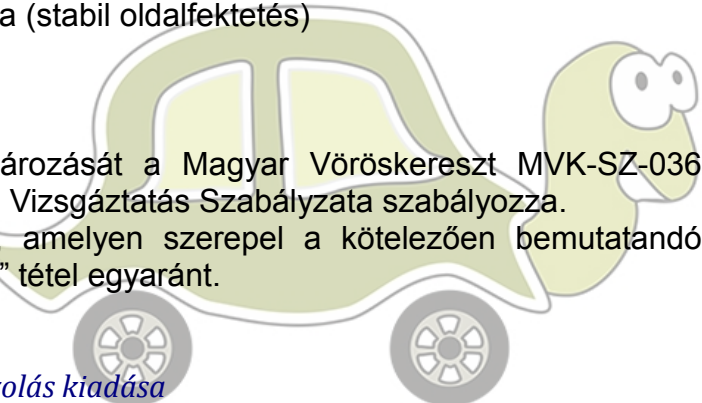 a (stabil oldalfektetés)
ározását a Magyar Vöröskereszt MVK-SZ-036
Vizsgáztatás Szabályzata szabályozza.
amelyen szerepel a kötelezően bemutatandó
” tétel egyaránt.
olás kiadása